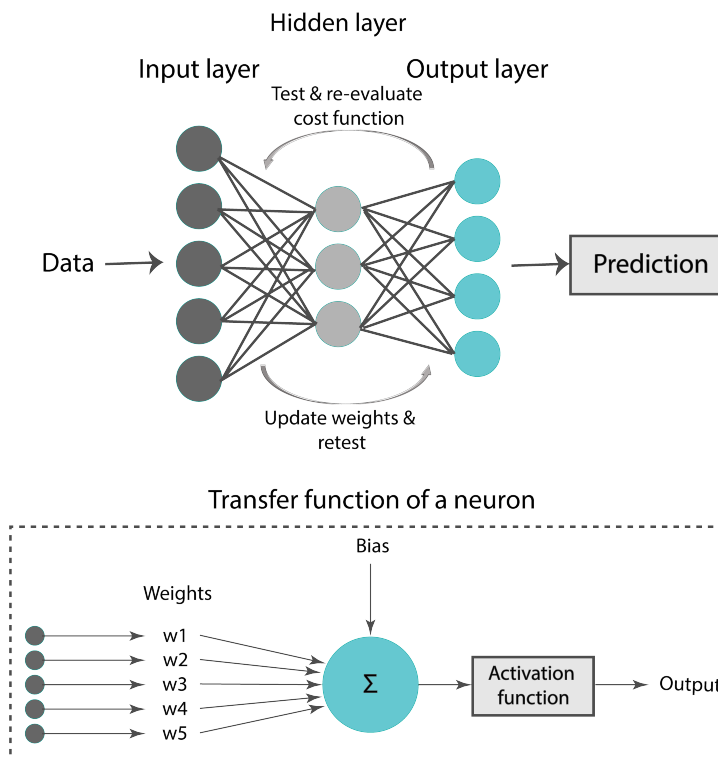 Hidden layer
Input layer
Output layer
Test & re-evaluate
cost function
Data
Prediction
Update weights &
retest
Transfer function of a neuron
Bias
Weights
w1
w2
w3
w4
w5
Σ
Activation
function
Output